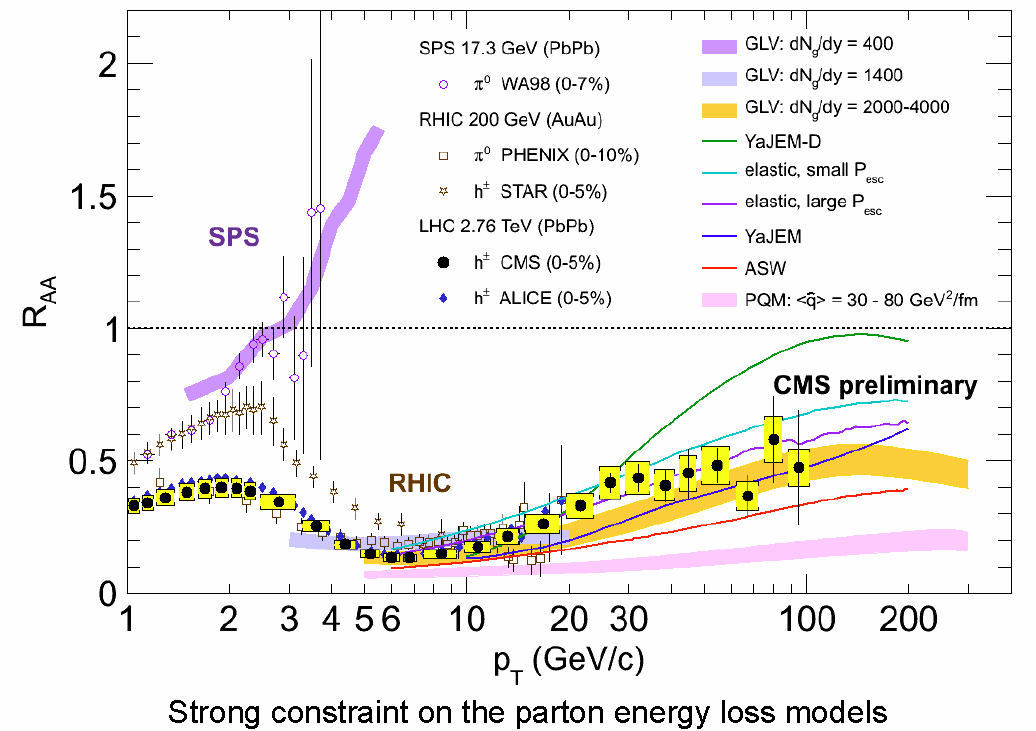 2
1.5
1
0.5
0
R_AA
SPS 17.3 GeV (PbPb)
π⁰ WA98 (0-7%)
RHIC 200 GeV (AuAu)
π⁰ PHENIX (0-10%)
h± STAR (0-5%)
LHC 2.76 TeV (PbPb)
h± CMS (0-5%)
h± ALICE (0-5%)
GLV: dN_g/dy = 400
GLV: dN_g/dy = 1400
GLV: dN_g/dy = 2000-4000
YaJEM-D
elastic, small P_esc
elastic, large P_esc
YaJEM
ASW
PQM: <q̂> = 30 - 80 GeV²/fm
SPS
CMS preliminary
RHIC
1 2 3 4 5 6 10 20 30 100 200
p_T (GeV/c)
Strong constraint on the parton energy loss models